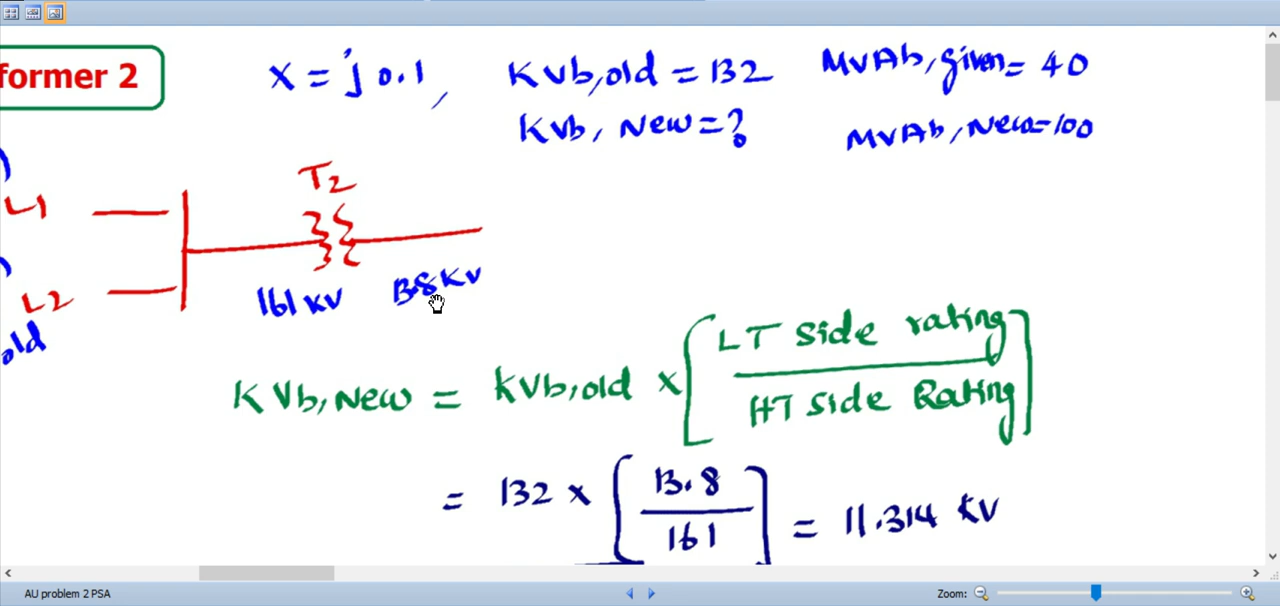 former 2
X = j0.1, KVb,old = 132 MVAb,given = 40
KVb, New = ? MVAb, New = 100
T2
L1
161 KV 13.8 KV
L2
old
KVb,New = KVb,old x [LT Side rating / HT Side Rating]
= 132 x [13.8 / 161] = 11.314 KV
AU problem 2 PSA
Zoom: